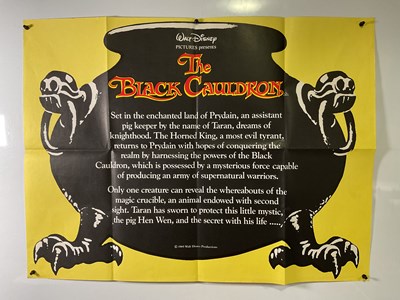 WALT DISNEY
PICTURES presents
The
BLACK CAULDRON
Set in the enchanted land of Prydain, an assistant
pig keeper by the name of Taran, dreams of
knighthood. The Horned King, a most evil tyrant,
returns to Prydain with hopes of conquering the
realm by harnessing the powers of the Black
Cauldron, which is possessed by a mysterious force capable
of producing an army of supernatural warriors.
Only one creature can reveal the whereabouts of the
magic crucible, an animal endowed with second
sight. Taran has sworn to protect this little mystic,
the pig Hen Wen, and the secret with his life .....,
© 1985 Walt Disney Productions